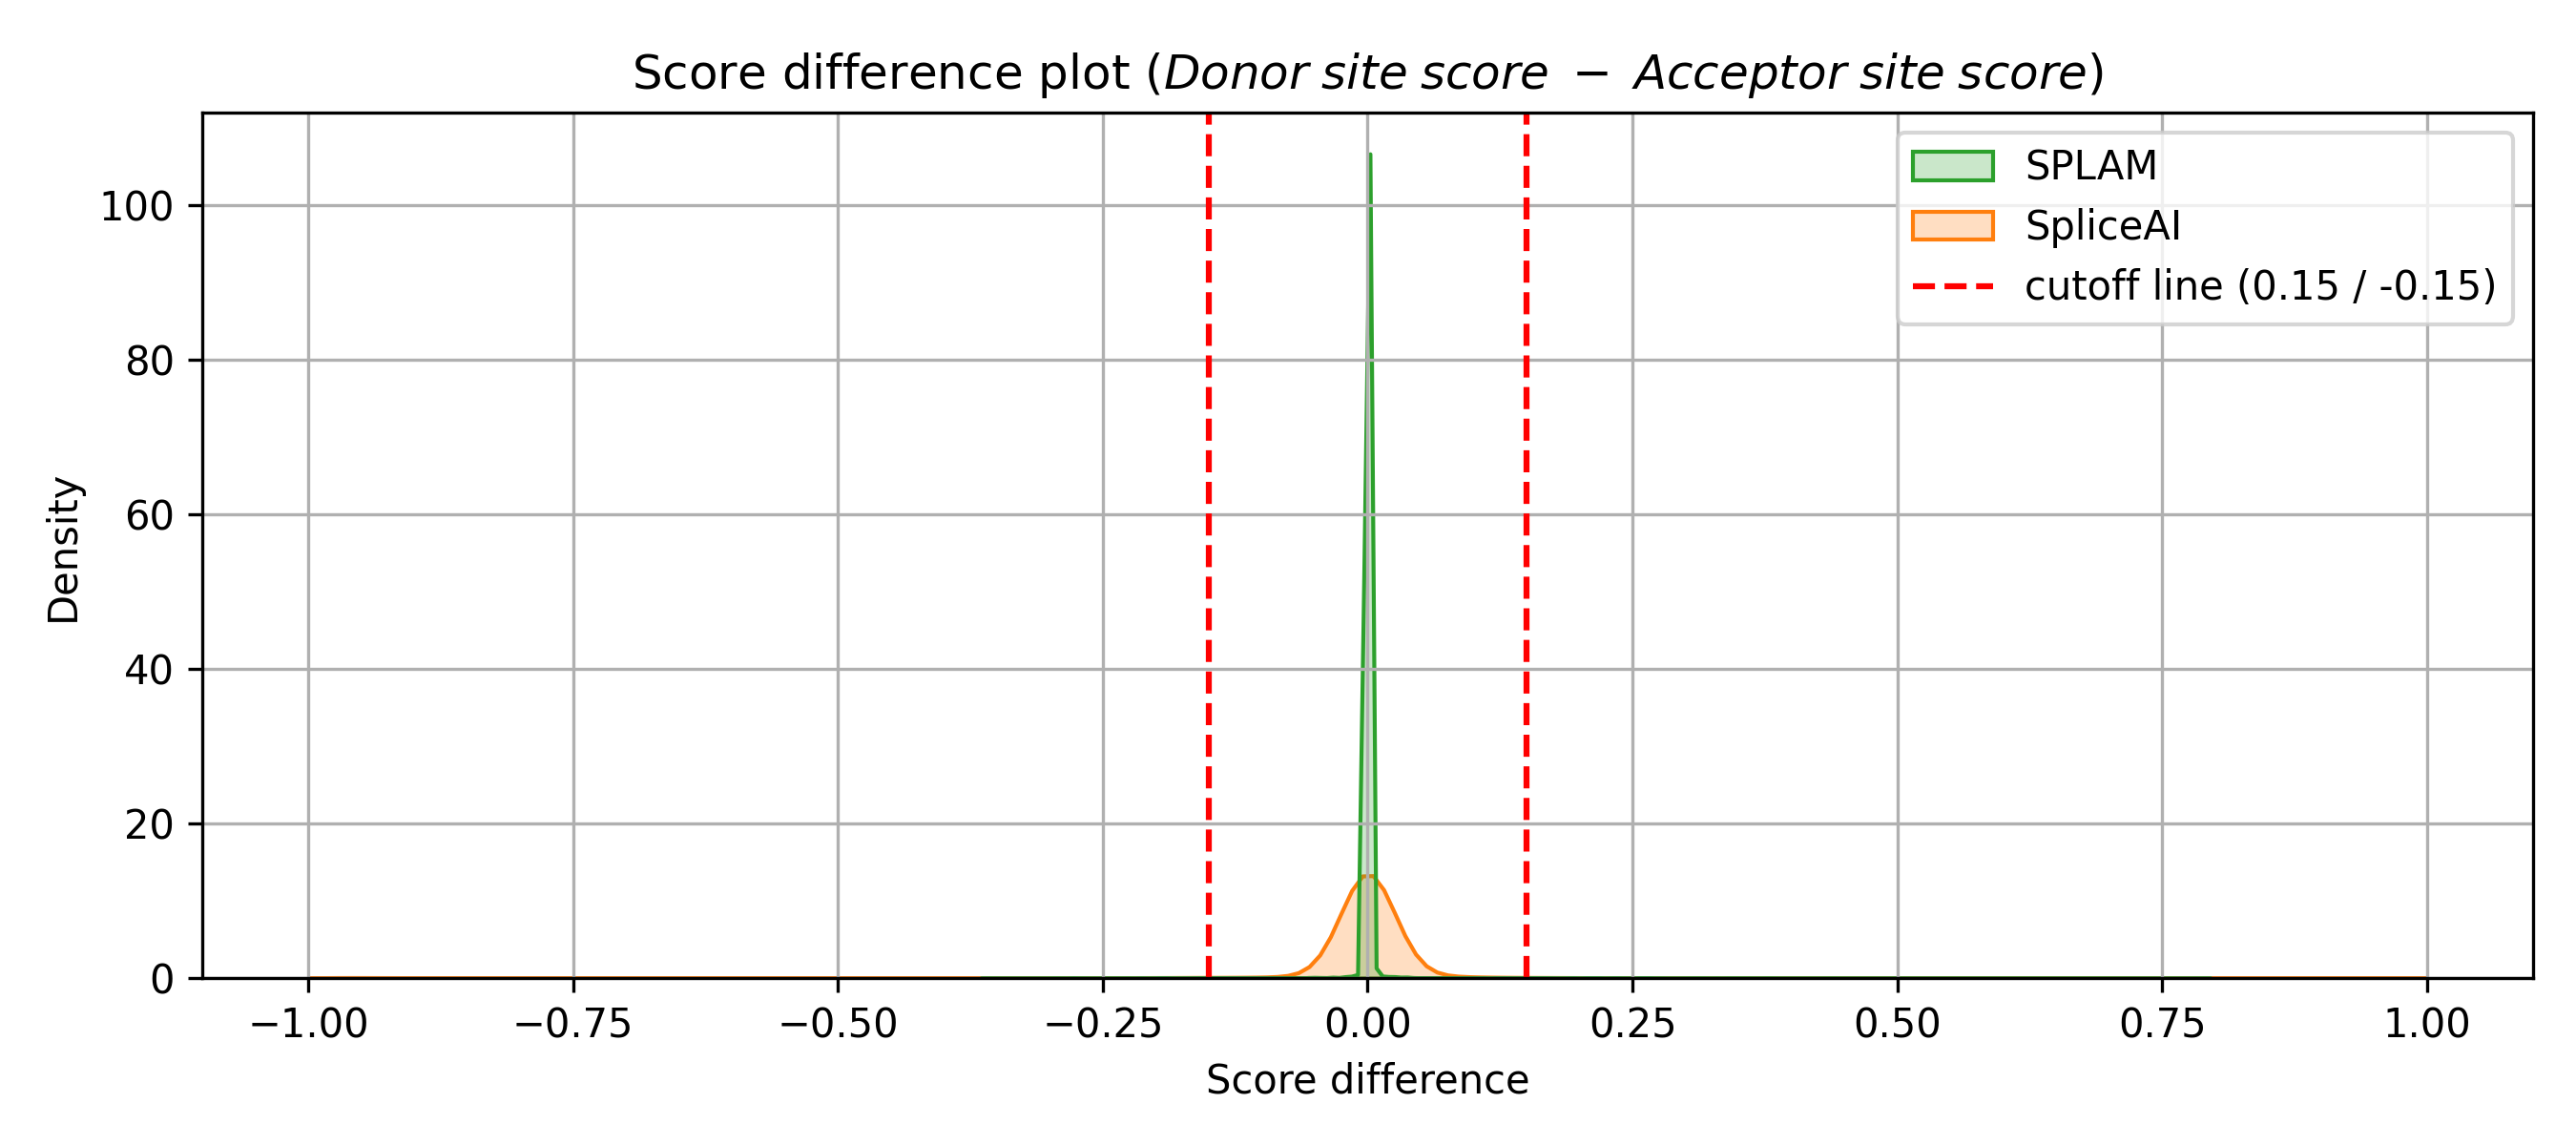 Score difference plot (Donor site score − Acceptor site score)
SPLAM
SpliceAI
cutoff line (0.15 / -0.15)
Density
100
80
60
40
20
0
−1.00 −0.75 −0.50 −0.25 0.00 0.25 0.50 0.75 1.00
Score difference